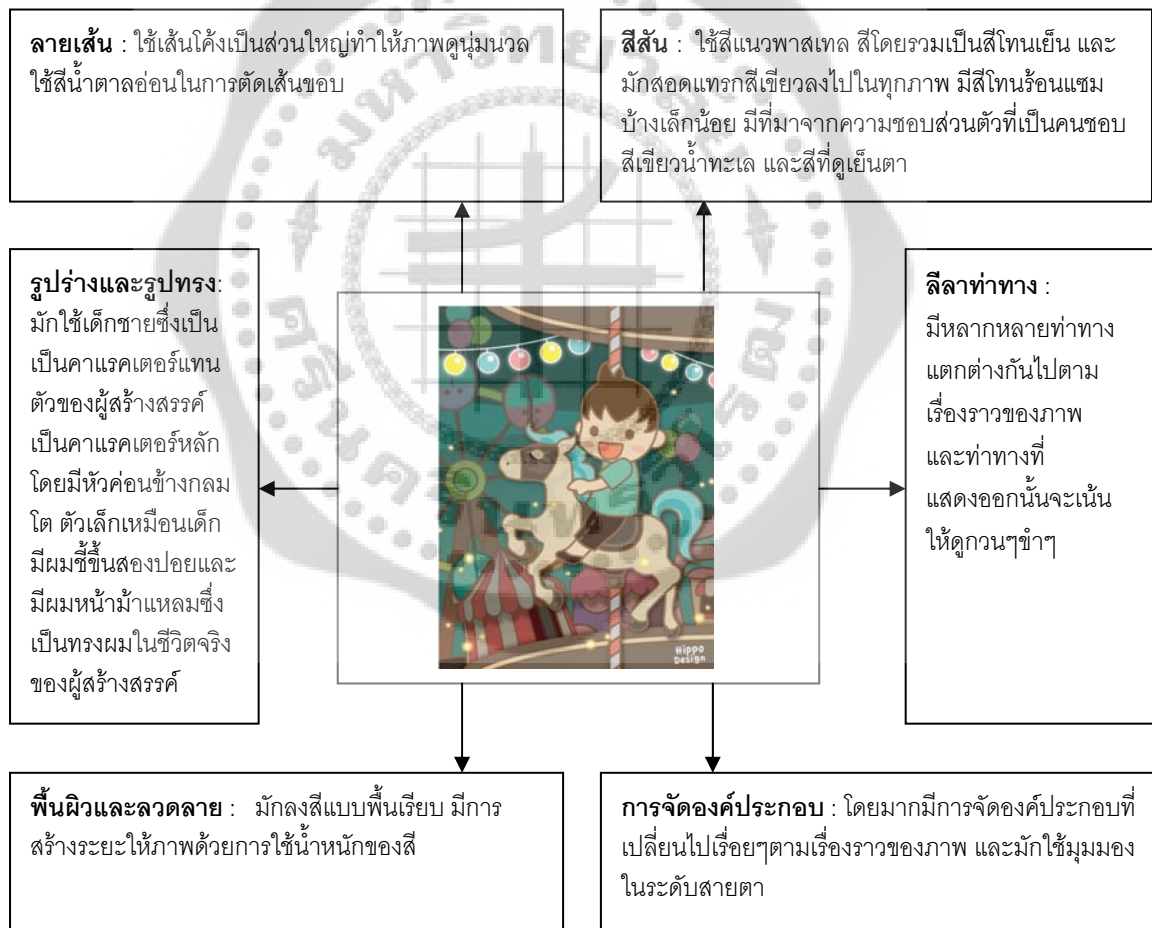 ลายเส้น : ใช้เส้นโค้งเป็นส่วนใหญ่ทำให้ภาพดูนุ่มนวล
ใช้สีน้ำตาลอ่อนในการตัดเส้นขอบ
สีสัน : ใช้สีแนวพาสเทล สีโดยรวมเป็นสีโทนเย็น และ
มักสอดแทรกสีเขียวลงไปในทุกภาพ มีสีโทนร้อนแซม
บ้างเล็กน้อย มีที่มาจากความชอบส่วนตัวที่เป็นคนชอบ
สีเขียวน้ำทะเล และสีที่ดูเย็นตา
รูปร่างและรูปทรง:
มักใช้เด็กชายซึ่งเป็น
เป็นคาแรคเตอร์แทน
ตัวของผู้สร้างสรรค์
เป็นคาแรคเตอร์หลัก
โดยมีหัวค่อนข้างกลม
โต ตัวเล็กเหมือนเด็ก
มีผมชี้ขึ้นสองปอยและ
มีผมหน้าม้าแหลมซึ่ง
เป็นทรงผมในชีวิตจริง
ของผู้สร้างสรรค์
ลีลาท่าทาง :
มีหลากหลายท่าทาง
แตกต่างกันไปตาม
เรื่องราวของภาพ
และท่าทางที่
แสดงออกนั้นจะเน้น
ให้ดูกวนๆขำๆ
Hippo
Design
พื้นผิวและลวดลาย : มักลงสีแบบพื้นเรียบ มีการ
สร้างระยะให้ภาพด้วยการใช้น้ำหนักของสี
การจัดองค์ประกอบ : โดยมากมีการจัดองค์ประกอบที่
เปลี่ยนไปเรื่อยๆตามเรื่องราวของภาพ และมักใช้มุมมอง
ในระดับสายตา